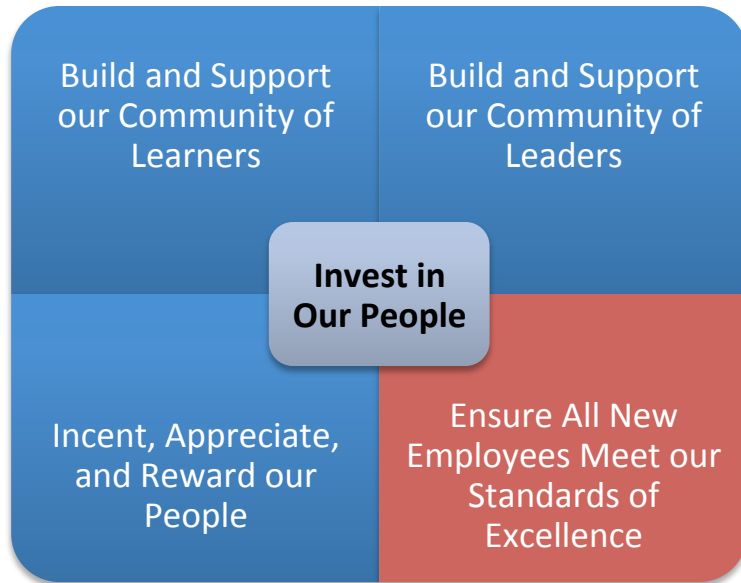 Build and Support
our Community of
Learners
Build and Support
our Community of
Leaders
Invest in
Our People
Incent, Appreciate,
and Reward our
People
Ensure All New
Employees Meet our
Standards of
Excellence